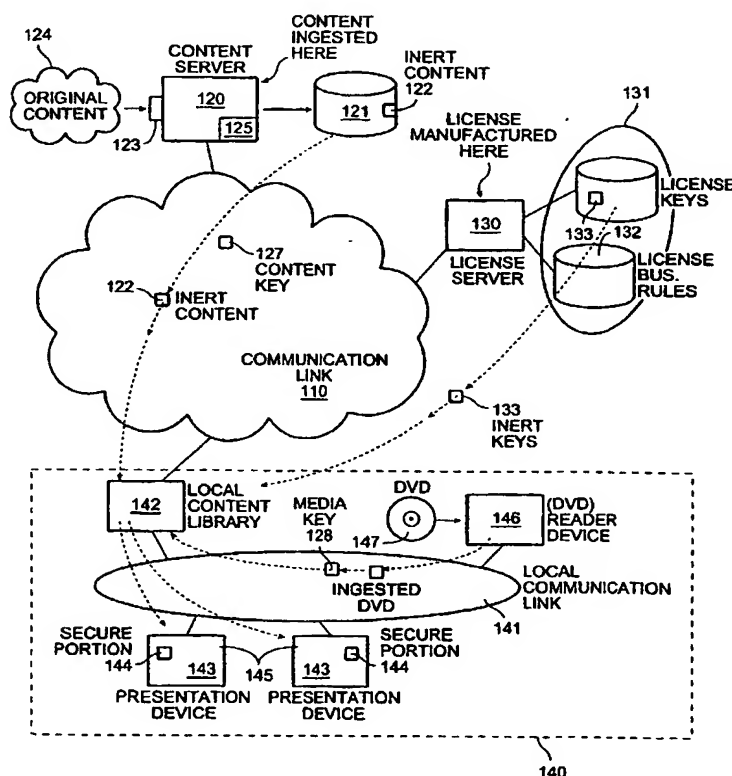 124
ORIGINAL
CONTENT
123
CONTENT
SERVER
120
125
CONTENT
INGESTED
HERE
121
INERT
CONTENT
122
LICENSE
MANUFACTURED
HERE
131
LICENSE
KEYS
133
132
LICENSE
BUS.
RULES
130
LICENSE
SERVER
127
CONTENT
KEY
122
INERT
CONTENT
COMMUNICATION
LINK
110
133
INERT
KEYS
142
LOCAL
CONTENT
LIBRARY
MEDIA
KEY
128
DVD
147
146
(DVD)
READER
DEVICE
INGESTED
DVD
LOCAL
COMMUNICATION
LINK
141
SECURE
PORTION
144
143
PRESENTATION
DEVICE
145
143
PRESENTATION
DEVICE
SECURE
PORTION
144
140